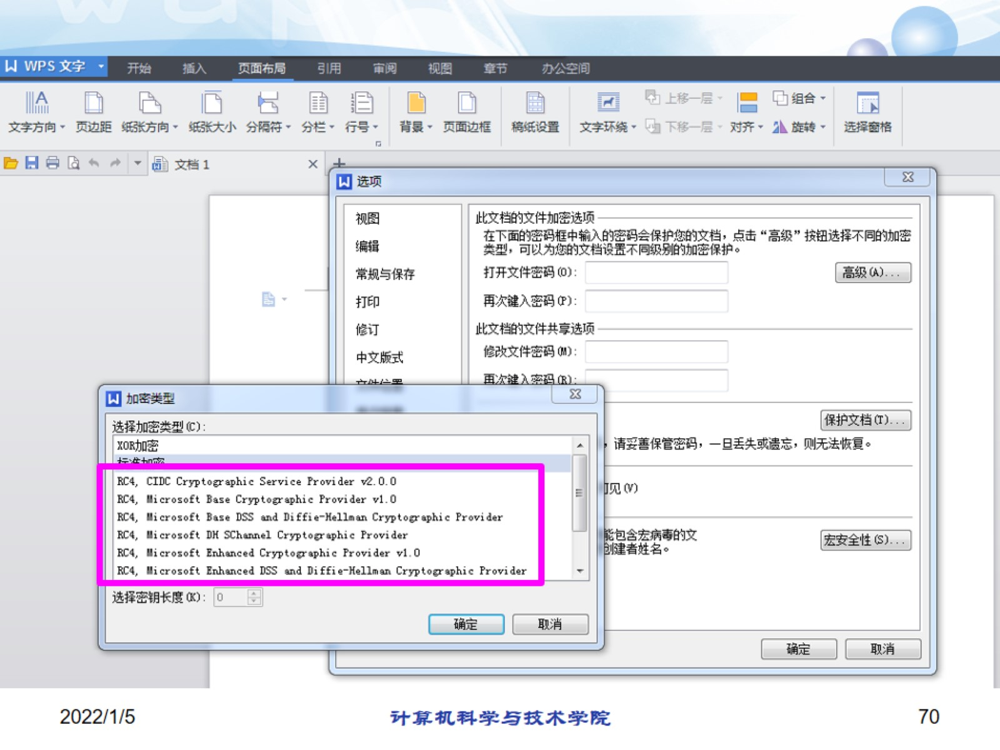 WPS 文字
开始 插入 页面布局 引用 审阅 视图 章节 办公空间
文字方向 页边距 纸张方向 纸张大小 分隔符 分栏 行号 背景 页面边框 稿纸设置 文字环绕 上移一层 下移一层 对齐 组合 旋转 选择窗格
文档 1
选项
视图
编辑
常规与保存
打印
修订
中文版式
文件位置
此文档的文件加密选项
在下面的密码框中输入的密码会保护您的文档，点击“高级”按钮选择不同的加密
类型，可以为您的文档设置不同级别的加密保护。
打开文件密码(O):
高级(A)...
再次键入密码(P):
此文档的文件共享选项
修改文件密码(M):
再次键入密码(R):
保护文档(T)...
，请妥善保管密码，一旦丢失或遗忘，则无法恢复。
可见(V)
能包含宏病毒的文
创建者姓名。
宏安全性(S)...
确定 取消
加密类型
选择加密类型(C):
XOR加密
标准加密
RC4, CIDC Cryptographic Service Provider v2.0.0
RC4, Microsoft Base Cryptographic Provider v1.0
RC4, Microsoft Base DSS and Diffie-Hellman Cryptographic Provider
RC4, Microsoft DH SChannel Cryptographic Provider
RC4, Microsoft Enhanced Cryptographic Provider v1.0
RC4, Microsoft Enhanced DSS and Diffie-Hellman Cryptographic Provider
选择密钥长度(K): 0
确定 取消
2022/1/5
计算机科学与技术学院
70